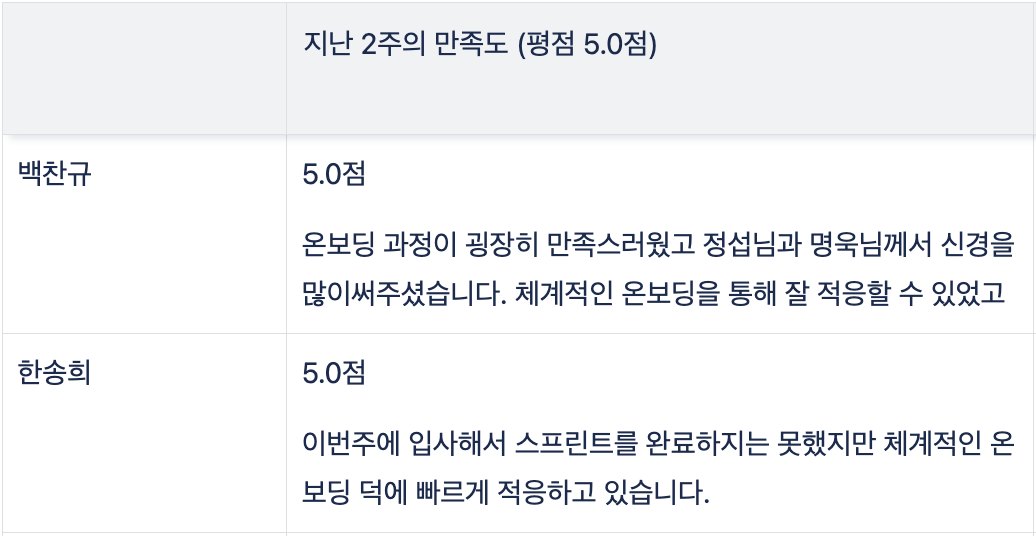 지난 2주의 만족도 (평점 5.0점)
백찬규
5.0점
온보딩 과정이 굉장히 만족스러웠고 정섭님과 명욱님께서 신경을
많이써주셨습니다. 체계적인 온보딩을 통해 잘 적응할 수 있었고
한송희
5.0점
이번주에 입사해서 스프린트를 완료하지는 못했지만 체계적인 온
보딩 덕에 빠르게 적응하고 있습니다.